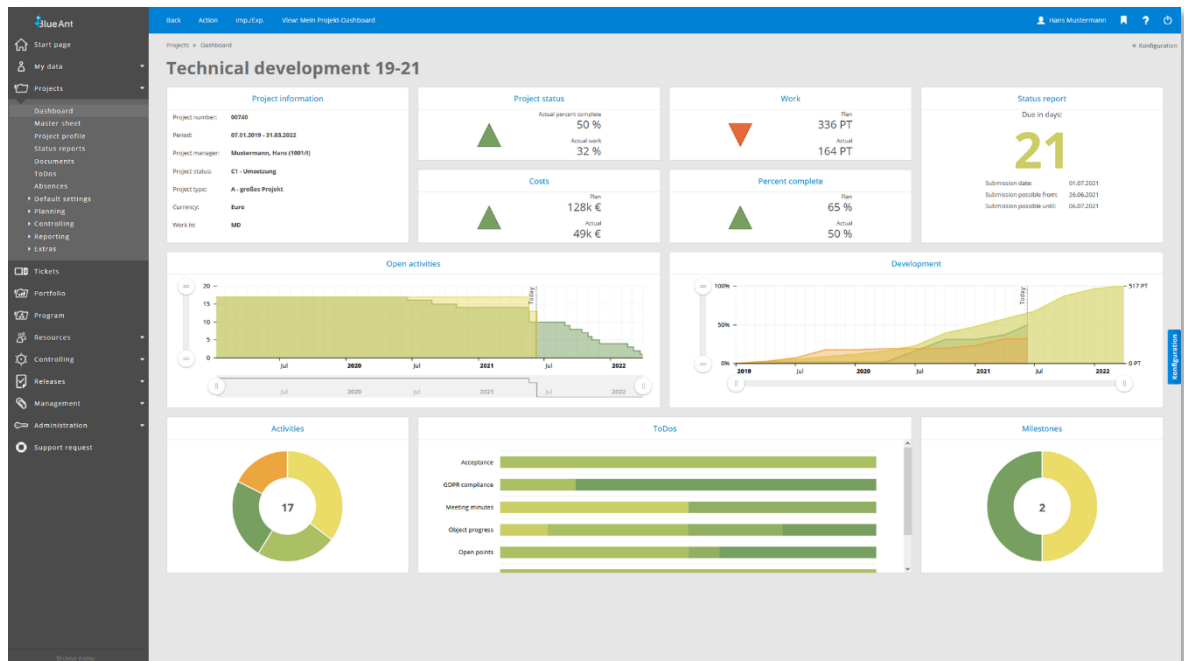 BlueAnt
Back Action Imp./Exp. View: Mein Projekt-Dashboard
Hans Mustermann ?
Start page
My data
Projects
Dashboard
Master sheet
Project profile
Status reports
Documents
ToDos
Absences
Default settings
Planning
Controlling
Reporting
Extras
Tickets
Portfolio
Program
Resources
Controlling
Releases
Management
Administration
Support request
Browse menu
Projects > Dashboard
« Konfiguration
Technical development 19-21
Project information
Project number: 00740
Period: 07.01.2019 - 31.03.2022
Project manager: Mustermann, Hans (1001/I)
Project status: C1 - Umsetzung
Project type: A - großes Projekt
Currency: Euro
Work in: MD
Project status
Actual percent complete
50 %
Actual work
32 %
Work
Plan
336 PT
Actual
164 PT
Costs
Plan
128k €
Actual
49k €
Percent complete
Plan
65 %
Actual
50 %
Status report
Due in days:
21
Submission date: 01.07.2021
Submission possible from: 26.06.2021
Submission possible until: 06.07.2021
Open activities
20
15
10
5
0
Today
Jul 2020 Jul 2021 Jul 2022
Jul 2020 Jul 2021 Jul 2022
Development
100%
50%
0%
Today
517 PT
0 PT
2019 Jul 2020 Jul 2021 Jul 2022
Konfiguration
Activities
17
ToDos
Acceptance
GDPR compliance
Meeting minutes
Object progress
Open points
Milestones
2